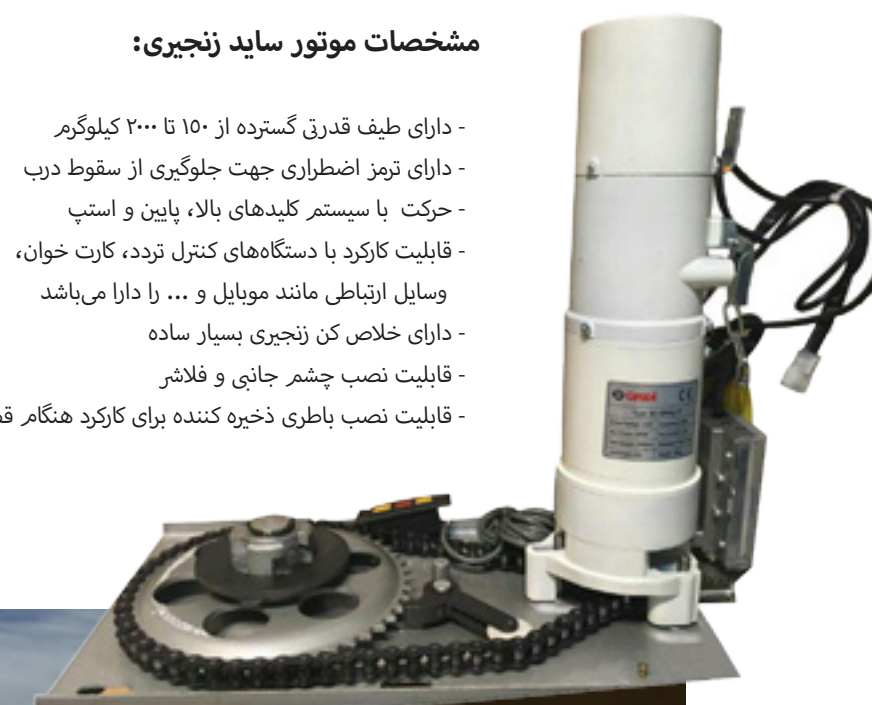 مشخصات موتور ساید زنجیری:
- دارای طیف قدرتی گسترده از ۱۵۰ تا ۲۰۰۰ کیلوگرم
- دارای ترمز اضطراری جهت جلوگیری از سقوط درب
- حرکت با سیستم کلیدهای بالا، پایین و استپ
- قابلیت کارکرد با دستگاه‌های کنترل تردد، کارت خوان،
وسایل ارتباطی مانند موبایل و ... را دارا می‌باشد
- دارای خلاص کن زنجیری بسیار ساده
- قابلیت نصب چشم جانبی و فلاشر
- قابلیت نصب باطری ذخیره کننده برای کارکرد هنگام
CE